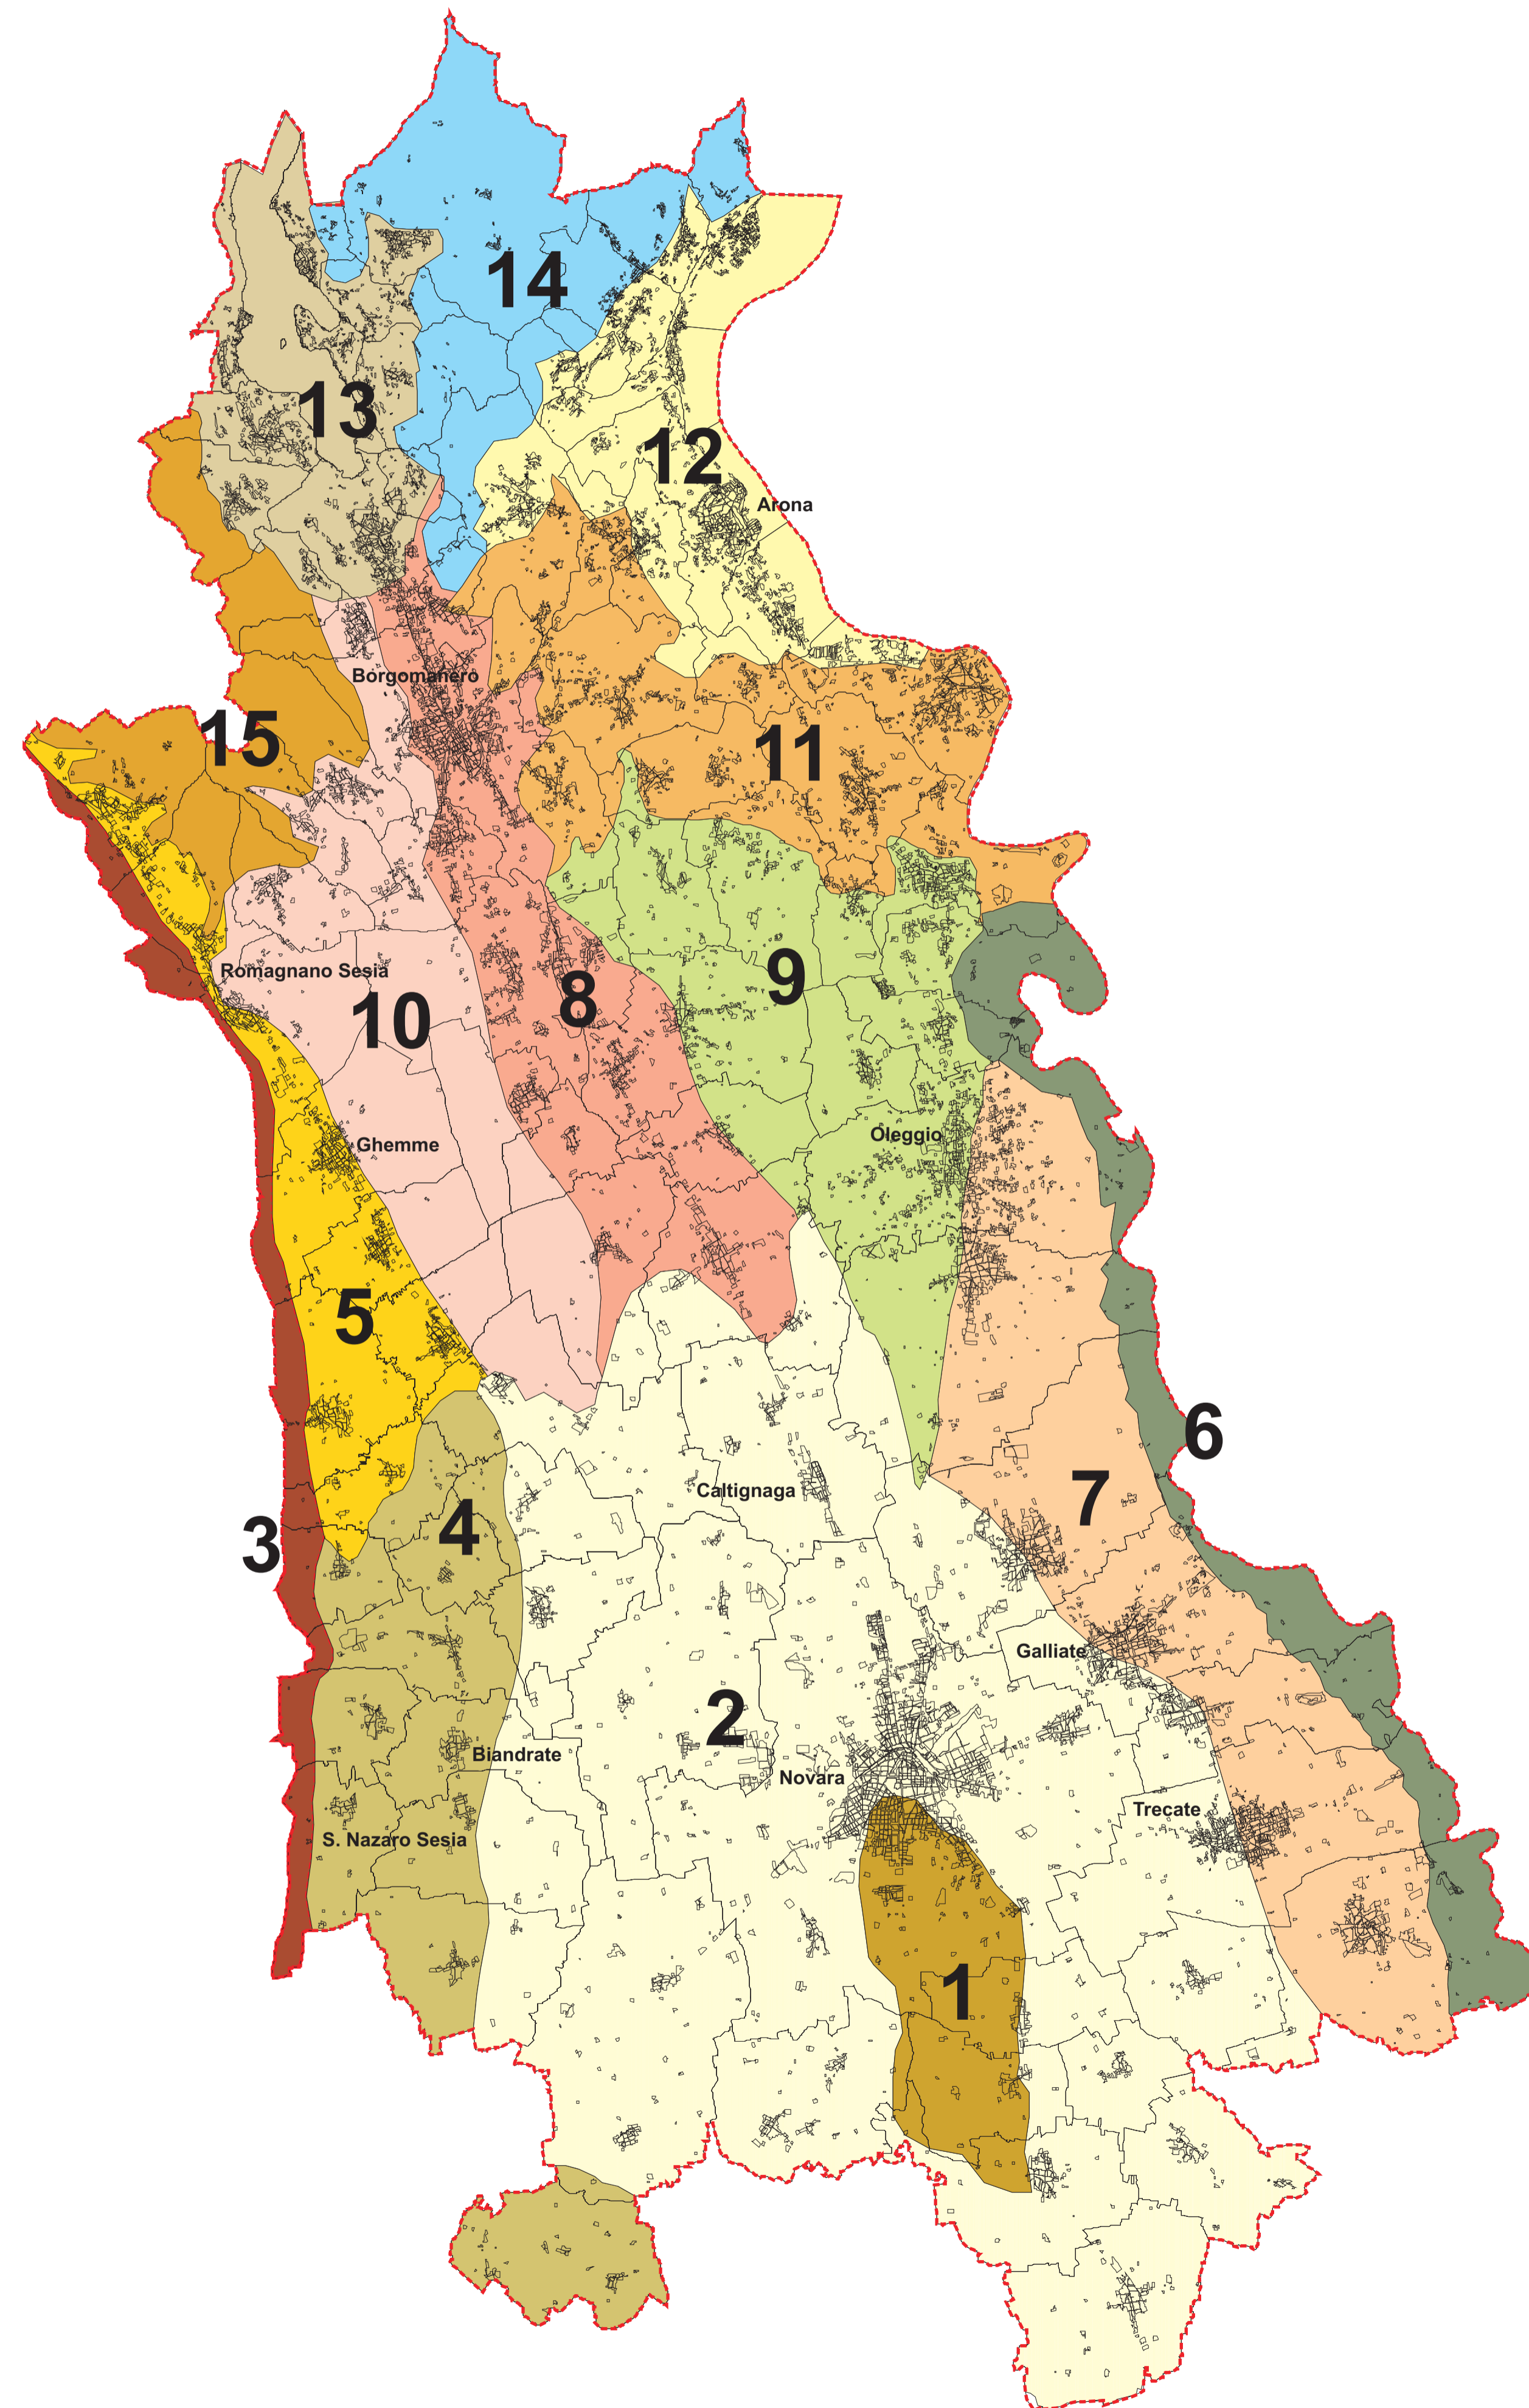 14
13
12
Arona
Borgomanero
15
11
9
Romagnano Sesia
8
10
Oleggio
Ghemme
5
6
Caltignaga
7
4
3
Galliate
2
Biandrate
Novara
Trecate
S. Nazaro Sesia
1